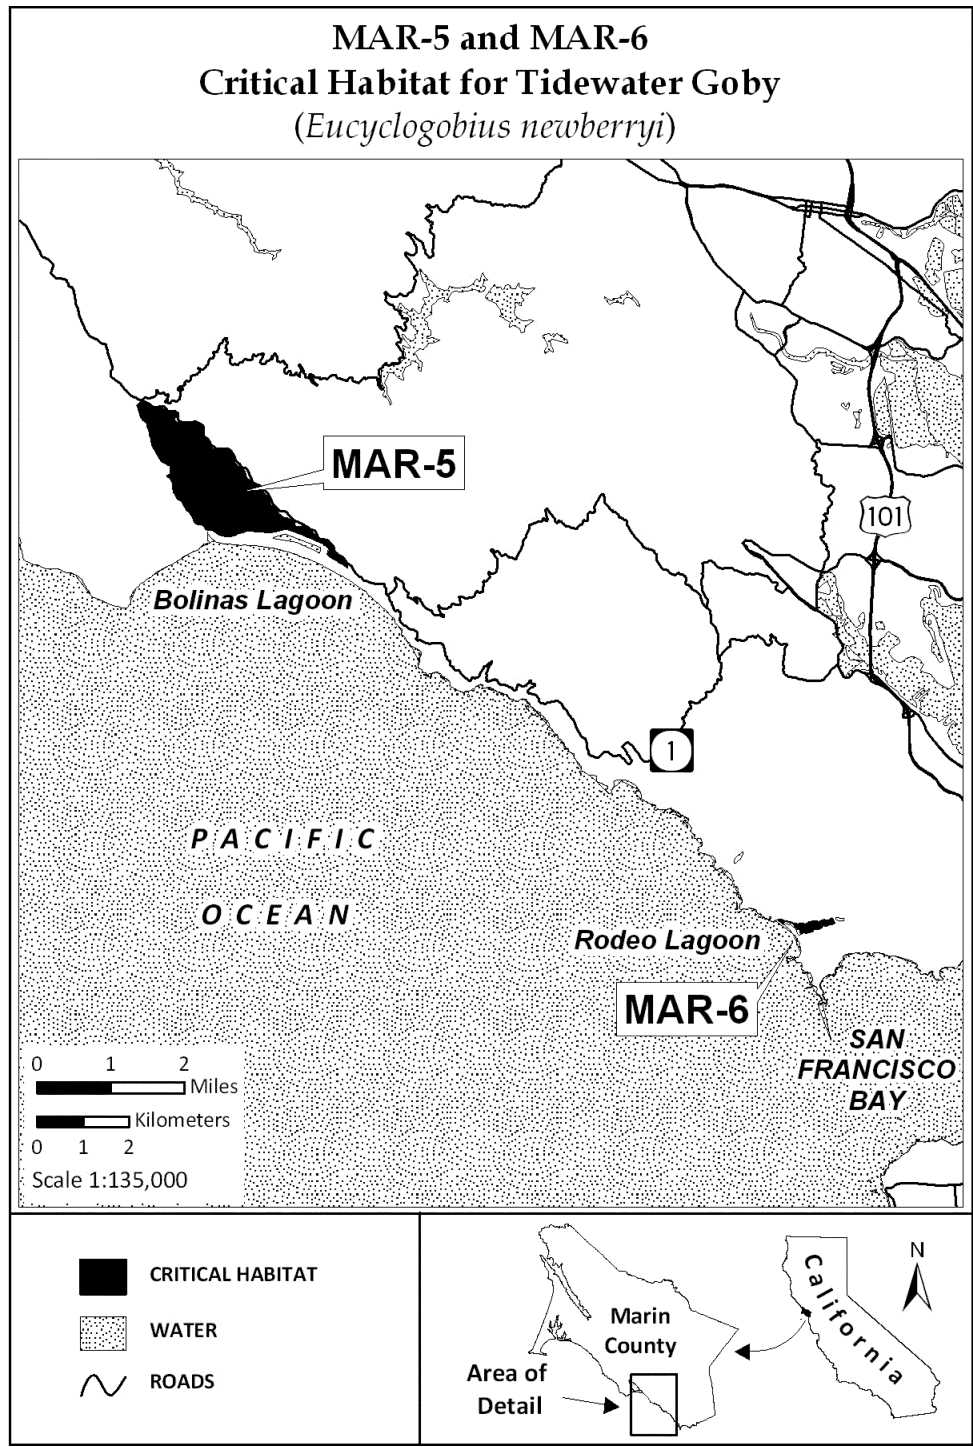 MAR-5 and MAR-6
Critical Habitat for Tidewater Goby
(Eucyclogobius newberryi)
MAR-5
101
Bolinas Lagoon
1
PACIFIC
OCEAN
Rodeo Lagoon
MAR-6
SAN
FRANCISCO
BAY
0 1 2
Miles
Kilometers
0 1 2
Scale 1:135,000
CRITICAL HABITAT
WATER
ROADS
Marin
County
Area of
Detail
California
N